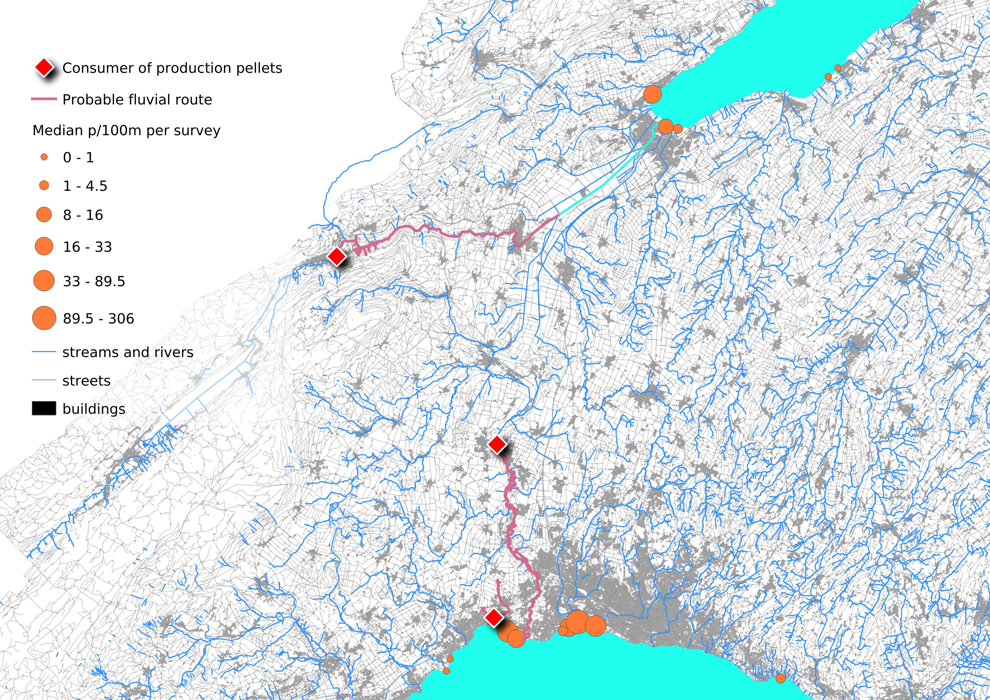 Consumer of production pellets
Probable fluvial route
Median p/100m per survey
0 - 1
1 - 4.5
8 - 16
16 - 33
33 - 89.5
89.5 - 306
streams and rivers
streets
buildings